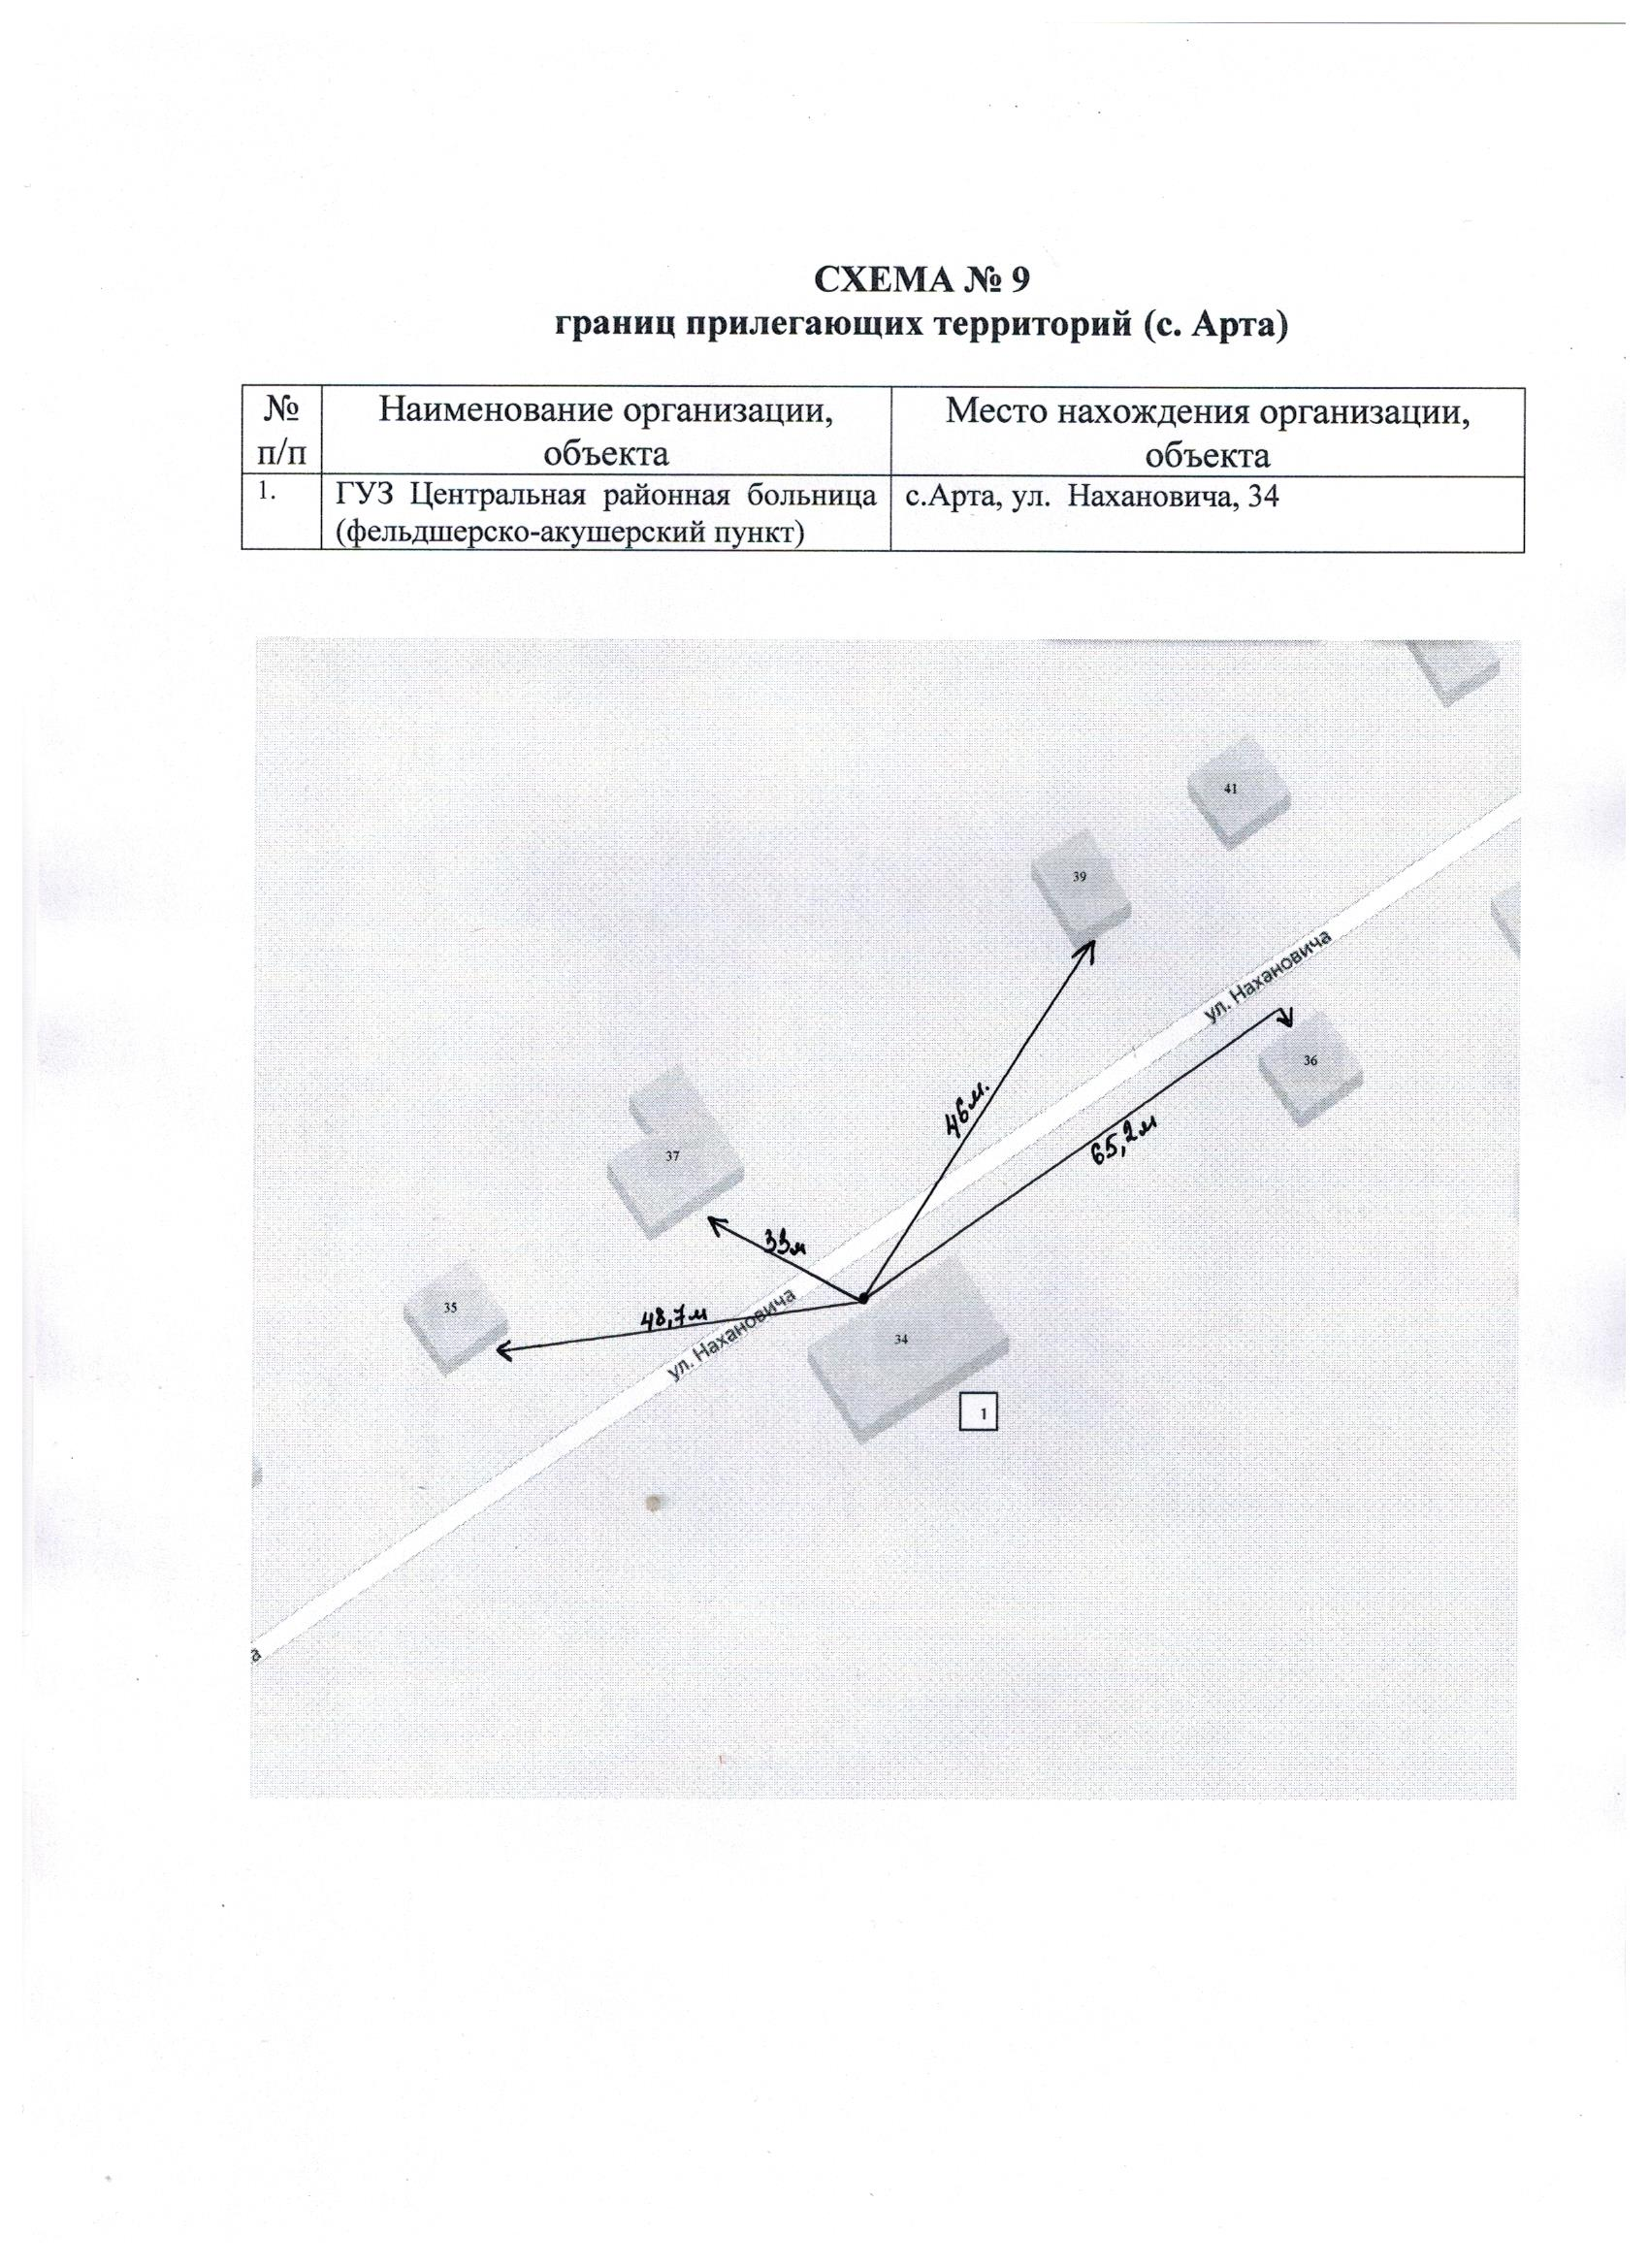 СХЕМА № 9
границ прилегающих территорий (с. Арта)
№ п/п
Наименование организации, объекта
Место нахождения организации, объекта
1.
ГУЗ Центральная районная больница
(фельдшерско-акушерский пункт)
с.Арта, ул. Нахановича, 34
41
39
ул. Нахановича
36
46м.
65,2м
37
33м
35
48,7м
ул. Нахановича
34
1
а